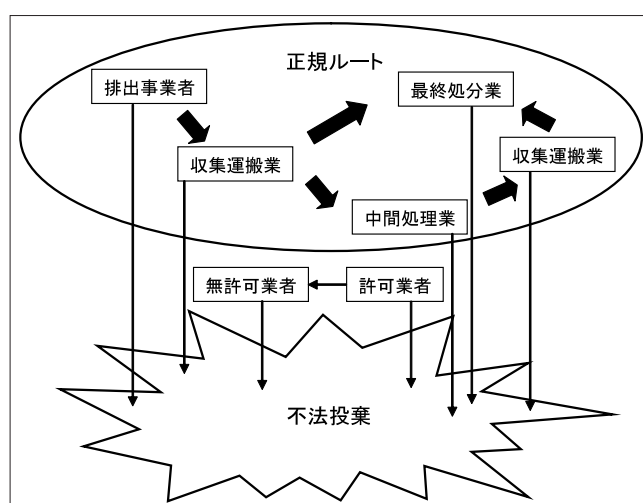 正規ルート
排出事業者
最終処分業
収集運搬業
収集運搬業
中間処理業
無許可業者
許可業者
不法投棄